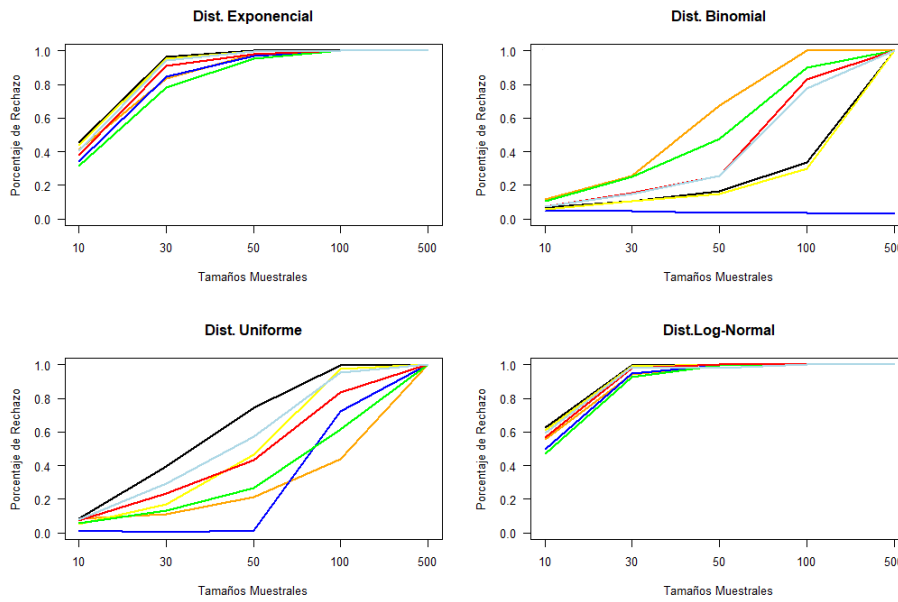 Dist. Exponencial
Porcentaje de Rechazo
1.0
0.8
0.6
0.4
0.2
0.0
10 30 50 100 500
Tamaños Muestrales
Dist. Binomial
Porcentaje de Rechazo
1.0
0.8
0.6
0.4
0.2
0.0
10 30 50 100 500
Tamaños Muestrales
Dist. Uniforme
Porcentaje de Rechazo
1.0
0.8
0.6
0.4
0.2
0.0
10 30 50 100 500
Tamaños Muestrales
Dist.Log-Normal
Porcentaje de Rechazo
1.0
0.8
0.6
0.4
0.2
0.0
10 30 50 100 500
Tamaños Muestrales